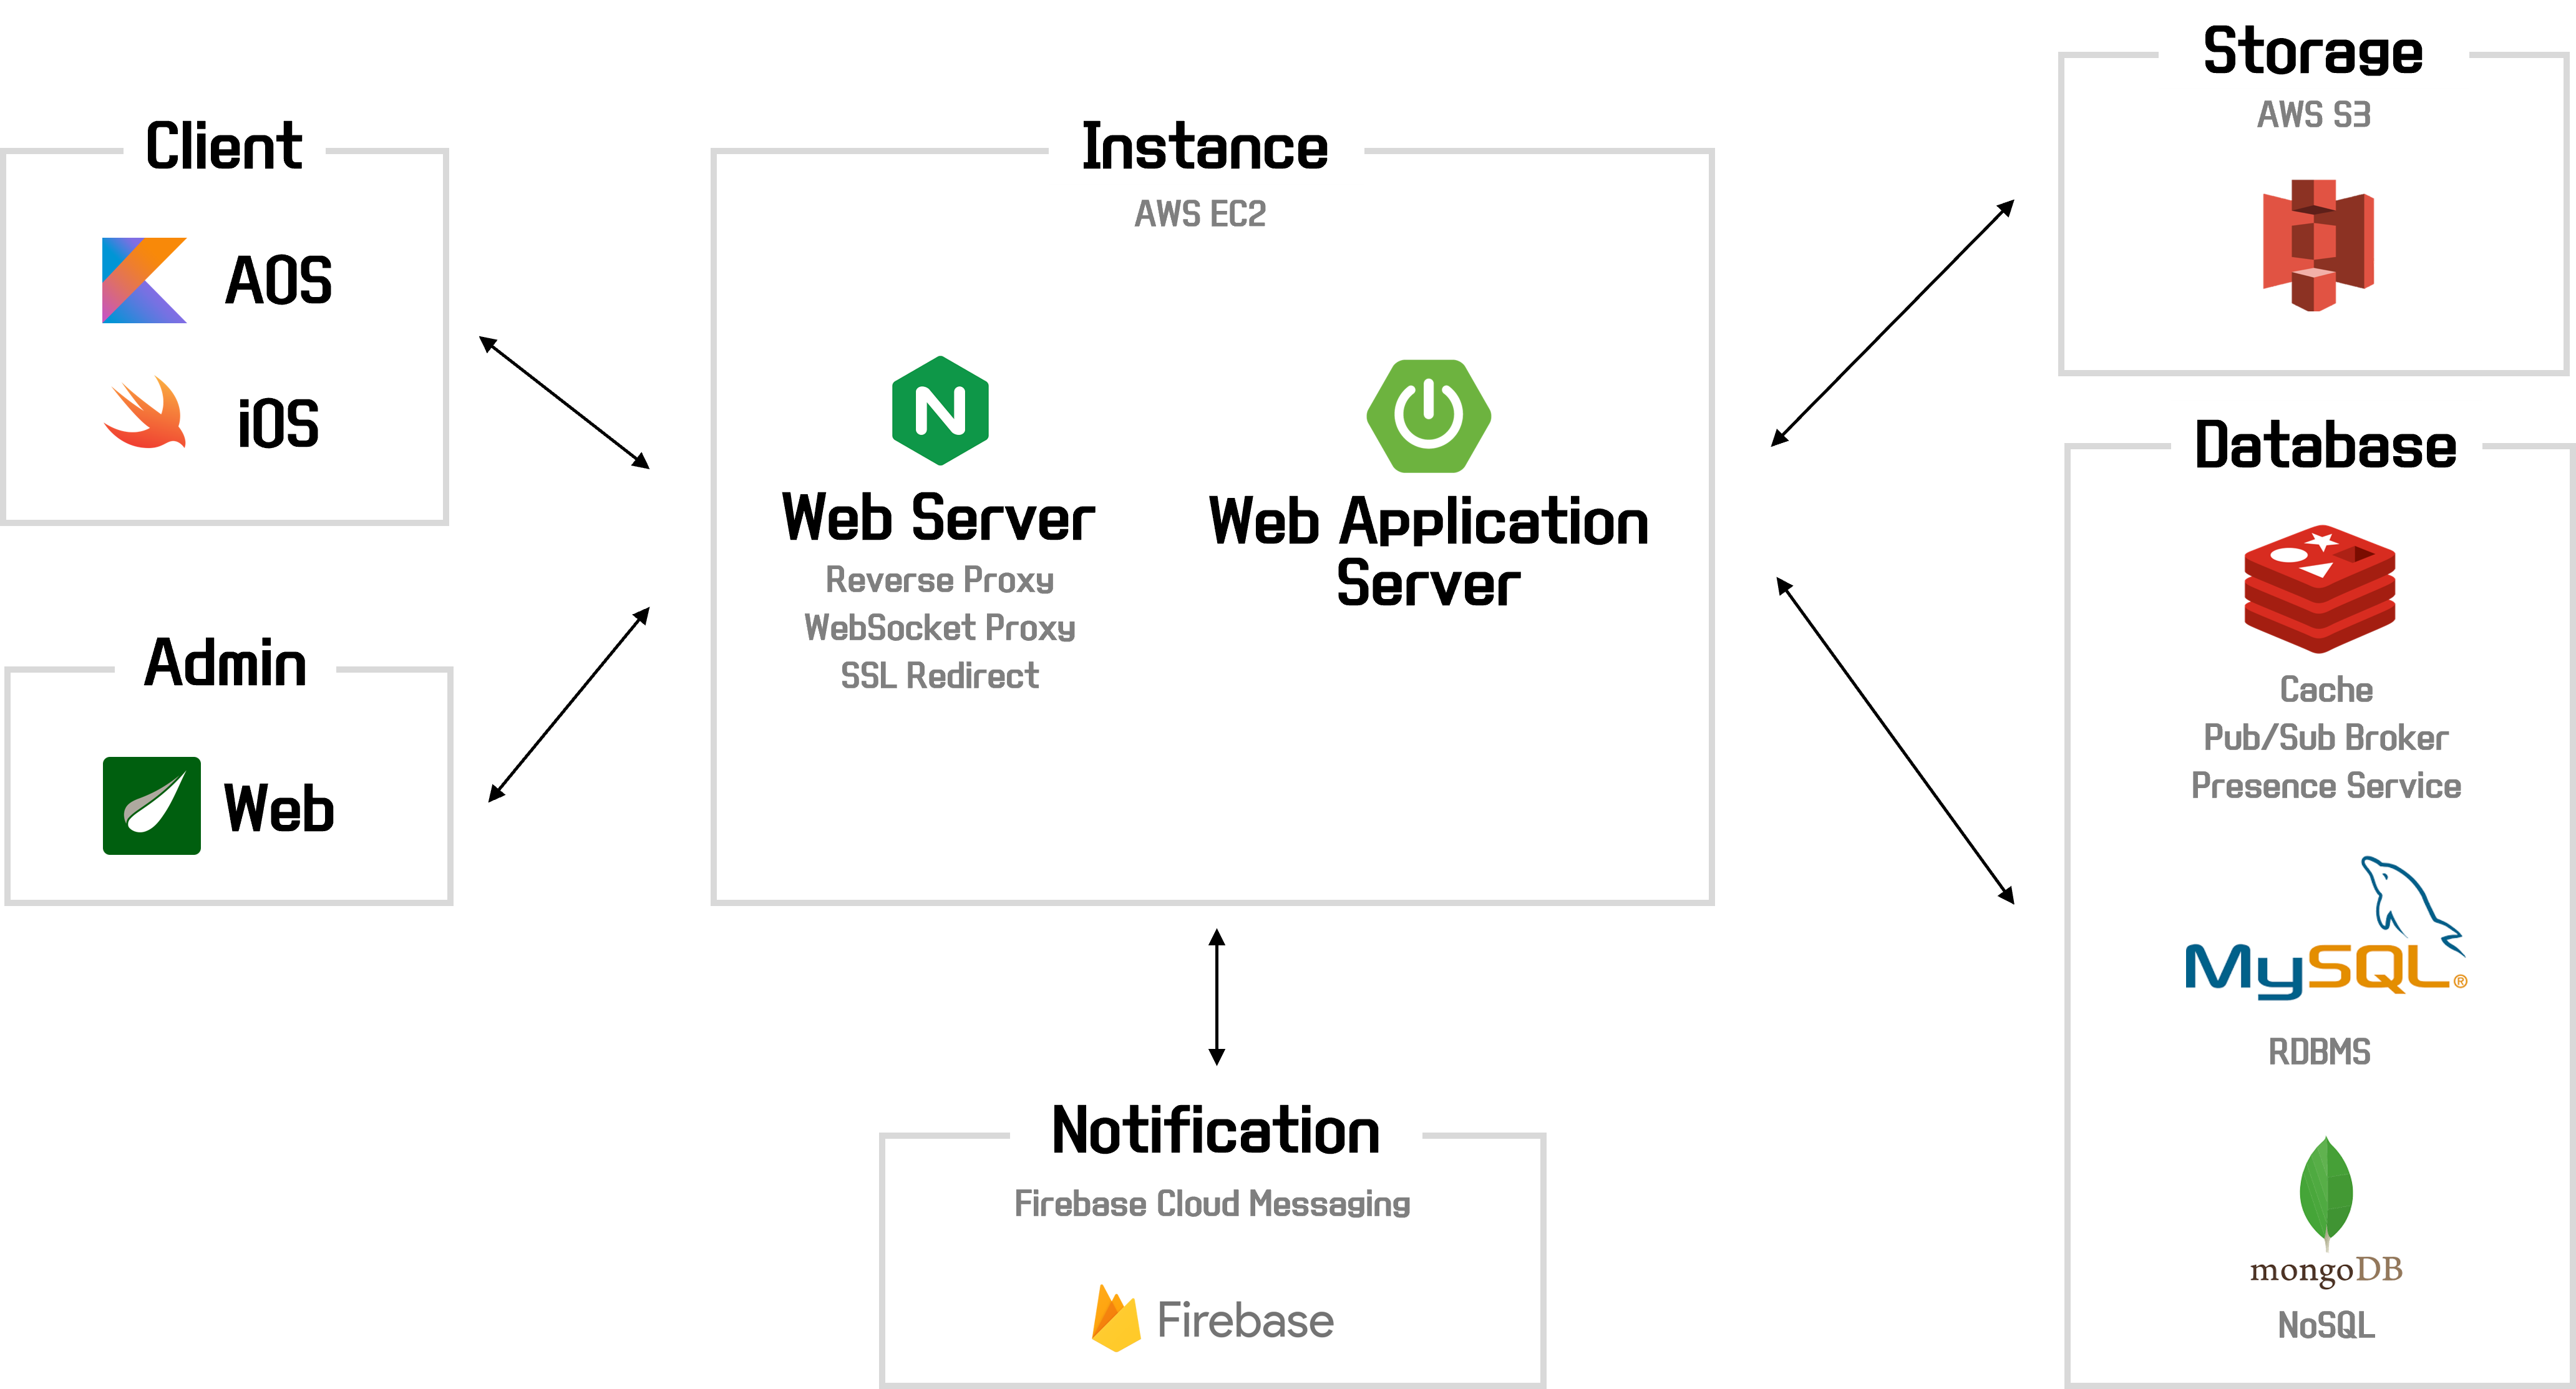 Client
AOS
iOS
Admin
Web
Instance
AWS EC2
N
Web Server
Reverse Proxy
WebSocket Proxy
SSL Redirect
Web Application
Server
Notification
Firebase Cloud Messaging
Firebase
Storage
AWS S3
Database
Cache
Pub/Sub Broker
Presence Service
MySQL®
RDBMS
mongoDB
NoSQL